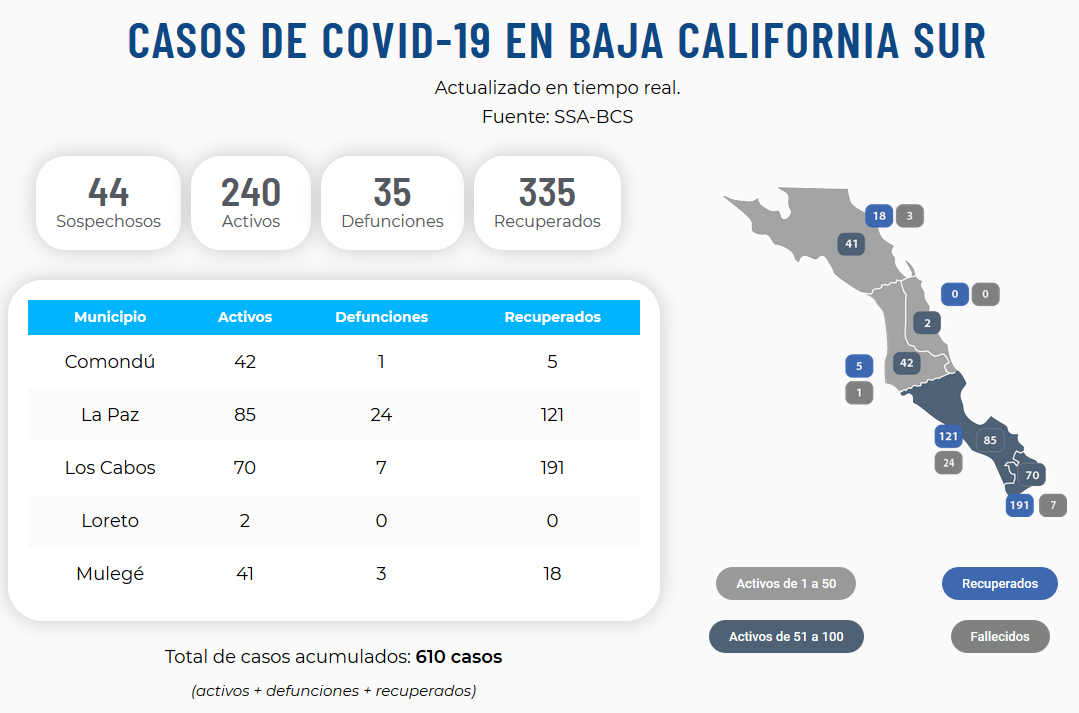 CASOS DE COVID-19 EN BAJA CALIFORNIA SUR
Actualizado en tiempo real.
Fuente: SSA-BCS
44 240 35 335
Sospechosos Activos Defunciones Recuperados
Municipio Activos Defunciones Recuperados
Comondú 42 1 5
La Paz 85 24 121
Los Cabos 70 7 191
Loreto 2 0 0
Mulegé 41 3 18
Total de casos acumulados: 610 casos
(activos + defunciones + recuperados)
18 3
41
0 0
2
5 42
1
121 85
24
70
191 7
Activos de 1 a 50 Recuperados
Activos de 51 a 100 Fallecidos